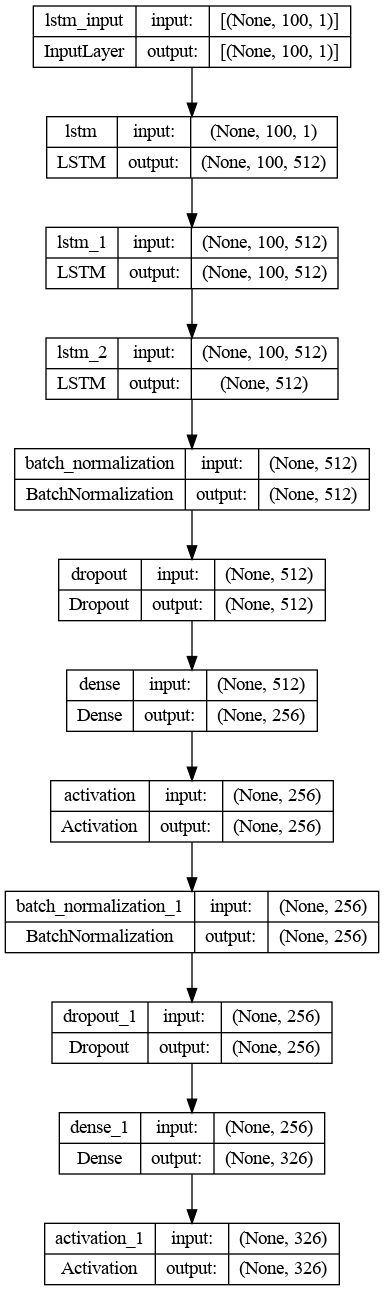 lstm_input input: [(None, 100, 1)]
InputLayer output: [(None, 100, 1)]
lstm input: (None, 100, 1)
LSTM output: (None, 100, 512)
lstm_1 input: (None, 100, 512)
LSTM output: (None, 100, 512)
lstm_2 input: (None, 100, 512)
LSTM output: (None, 512)
batch_normalization input: (None, 512)
BatchNormalization output: (None, 512)
dropout input: (None, 512)
Dropout output: (None, 512)
dense input: (None, 512)
Dense output: (None, 256)
activation input: (None, 256)
Activation output: (None, 256)
batch_normalization_1 input: (None, 256)
BatchNormalization output: (None, 256)
dropout_1 input: (None, 256)
Dropout output: (None, 256)
dense_1 input: (None, 256)
Dense output: (None, 326)
activation_1 input: (None, 326)
Activation output: (None, 326)